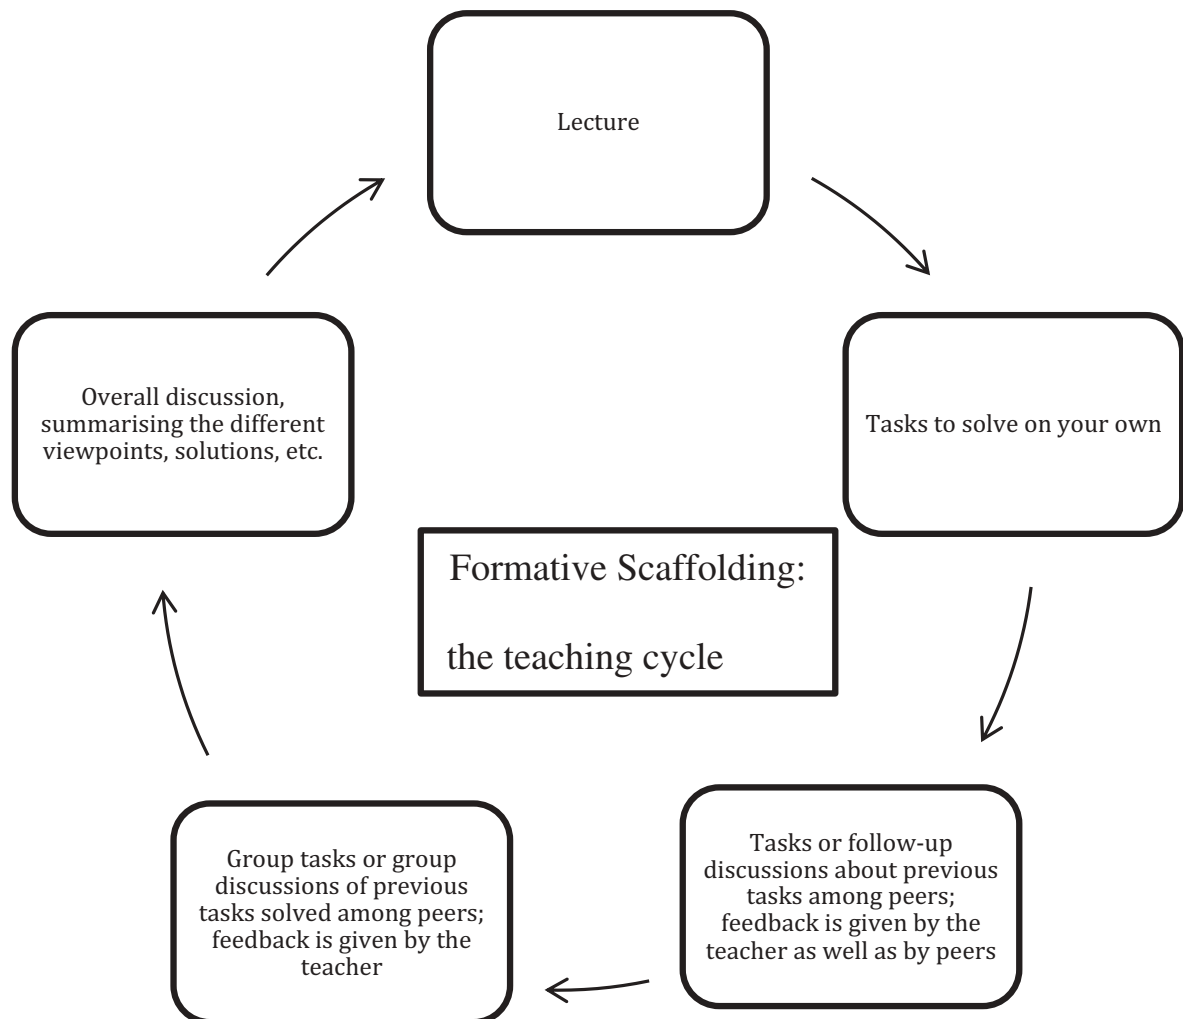 Lecture
Tasks to solve on your own
Tasks or follow-up
discussions about previous
tasks among peers;
feedback is given by the
teacher as well as by peers
Group tasks or group
discussions of previous
tasks solved among peers;
feedback is given by the
teacher
Overall discussion,
summarising the different
viewpoints, solutions, etc.
Formative Scaffolding:
the teaching cycle